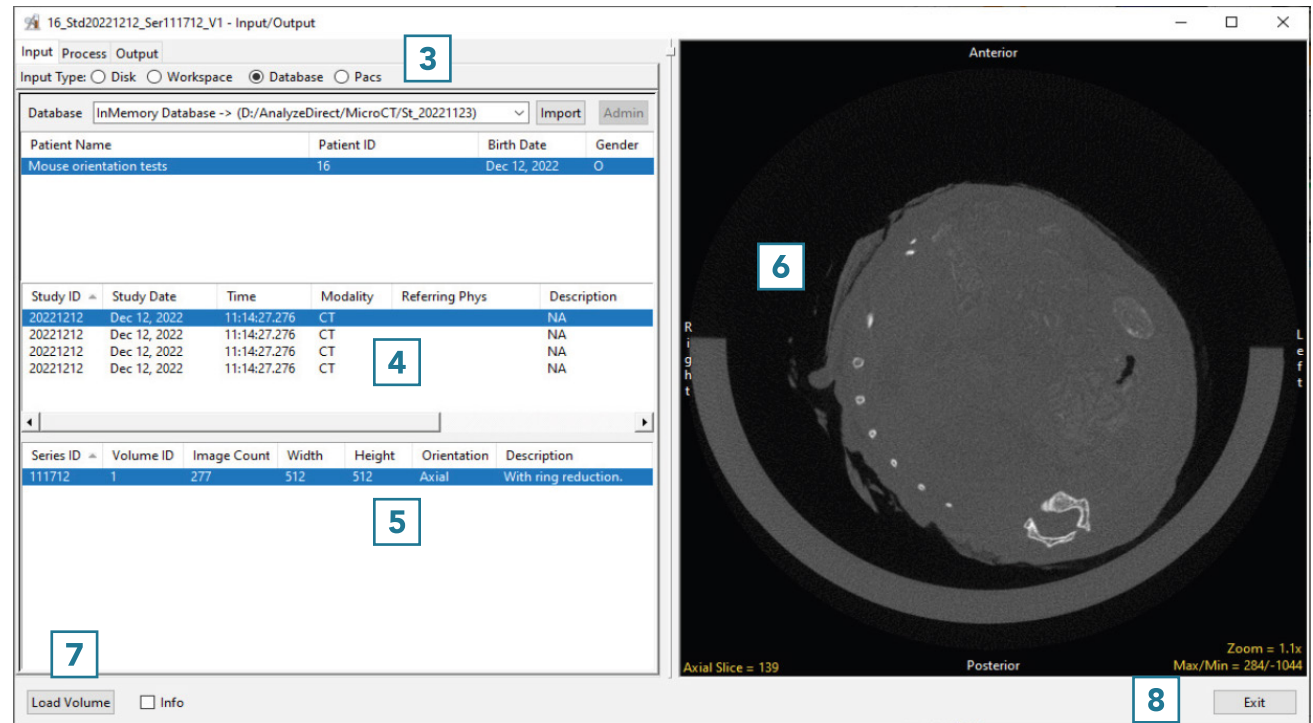 16_Std20221212_Ser111712_V1 - Input/Output
Input Process Output
3
Input Type: Disk Workspace Database Pacs
Database InMemory Database -> (D:/AnalyzeDirect/MicroCT/St_20221123) Import Admin
Patient Name Patient ID Birth Date Gender
Mouse orientation tests 16 Dec 12, 2022 O
Study ID Study Date Time Modality Referring Phys Description
20221212 Dec 12, 2022 11:14:27.276 CT NA
20221212 Dec 12, 2022 11:14:27.276 CT NA
20221212 Dec 12, 2022 11:14:27.276 CT NA
20221212 Dec 12, 2022 11:14:27.276 CT NA
4
Series ID Volume ID Image Count Width Height Orientation Description
111712 1 277 512 512 Axial With ring reduction.
5
7
Load Volume Info
Anterior
6
Right
Left
Zoom = 1.1x
Axial Slice = 139 Posterior Max/Min = 284/-1044
8
Exit